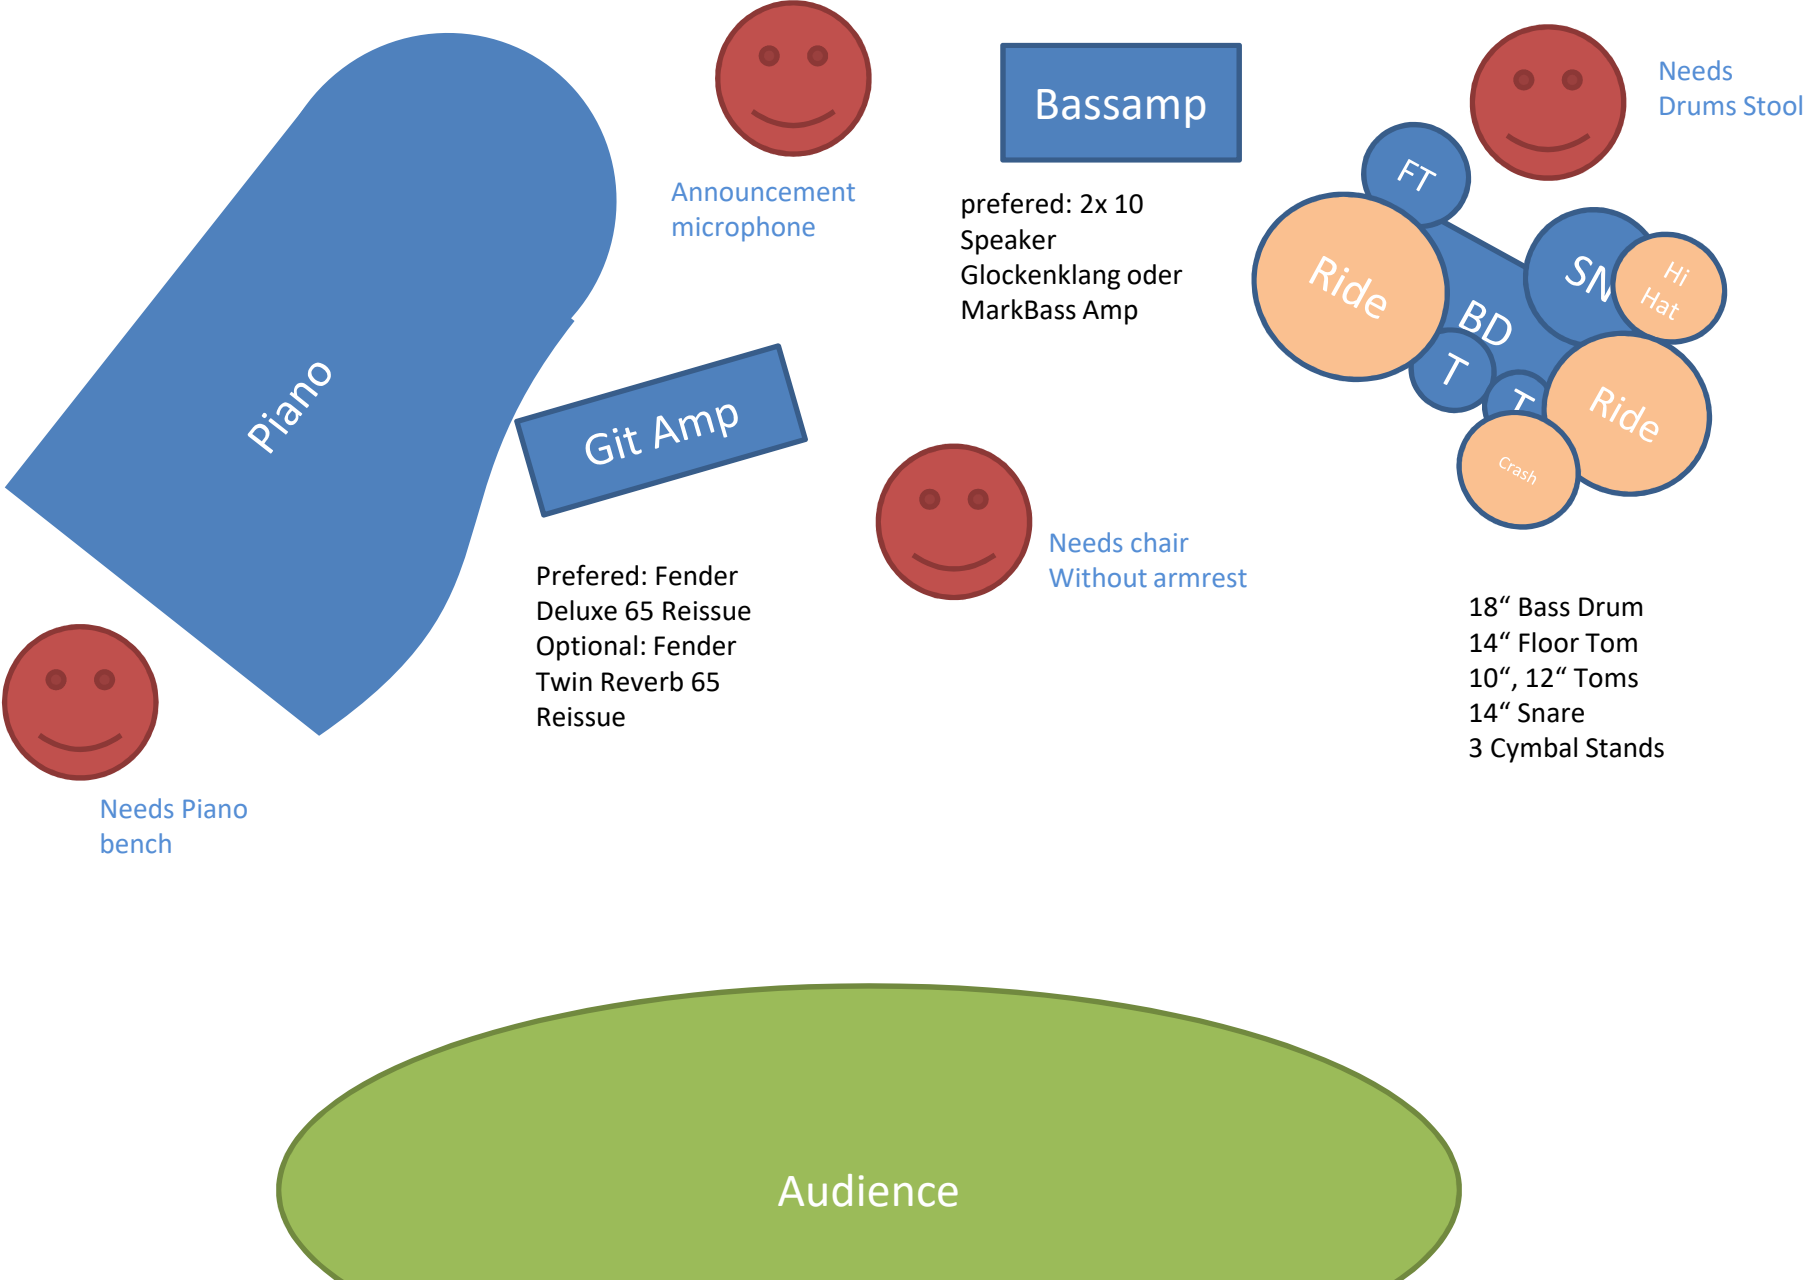 Bassamp
Needs
Drums Stool
FT
Announcement
microphone
prefered: 2x 10
Speaker
Glockenklang oder
MarkBass Amp
Ride
SN
Hi
Hat
BD
T
T
Ride
Crash
Piano
Git Amp
Needs chair
Without armrest
Prefered: Fender
Deluxe 65 Reissue
Optional: Fender
Twin Reverb 65
Reissue
18“ Bass Drum
14“ Floor Tom
10“, 12“ Toms
14“ Snare
3 Cymbal Stands
Needs Piano
bench
Audience